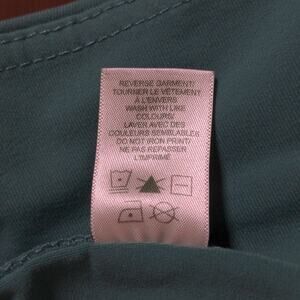 REVERSE GARMENT/
TOURNER LE VÊTEMENT
À L'ENVERS
WASH WITH LIKE
COLOURS/
LAVER AVEC DES
COULEURS SEMBLABLES
DO NOT IRON PRINT/
NE PAS REPASSER
L'IMPRIMÉ